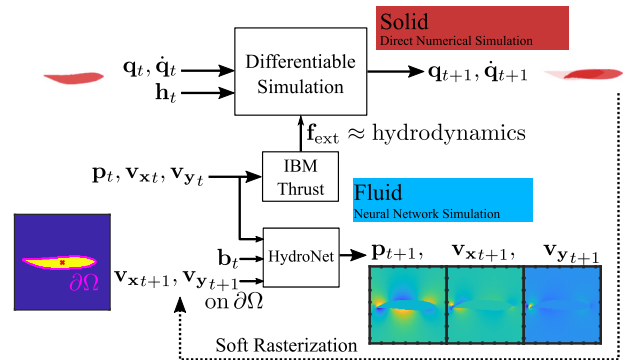 Solid
Direct Numerical Simulation
Differentiable
Simulation
q_t, q̇_t
h_t
q_{t+1}, q̇_{t+1}
f_ext ≈ hydrodynamics
IBM
Thrust
p_t, v_{x t}, v_{y t}
Fluid
Neural Network Simulation
HydroNet
b_t
p_{t+1}, v_{x t+1}, v_{y t+1}
∂Ω
v_{x t+1}, v_{y t+1}
on ∂Ω
Soft Rasterization